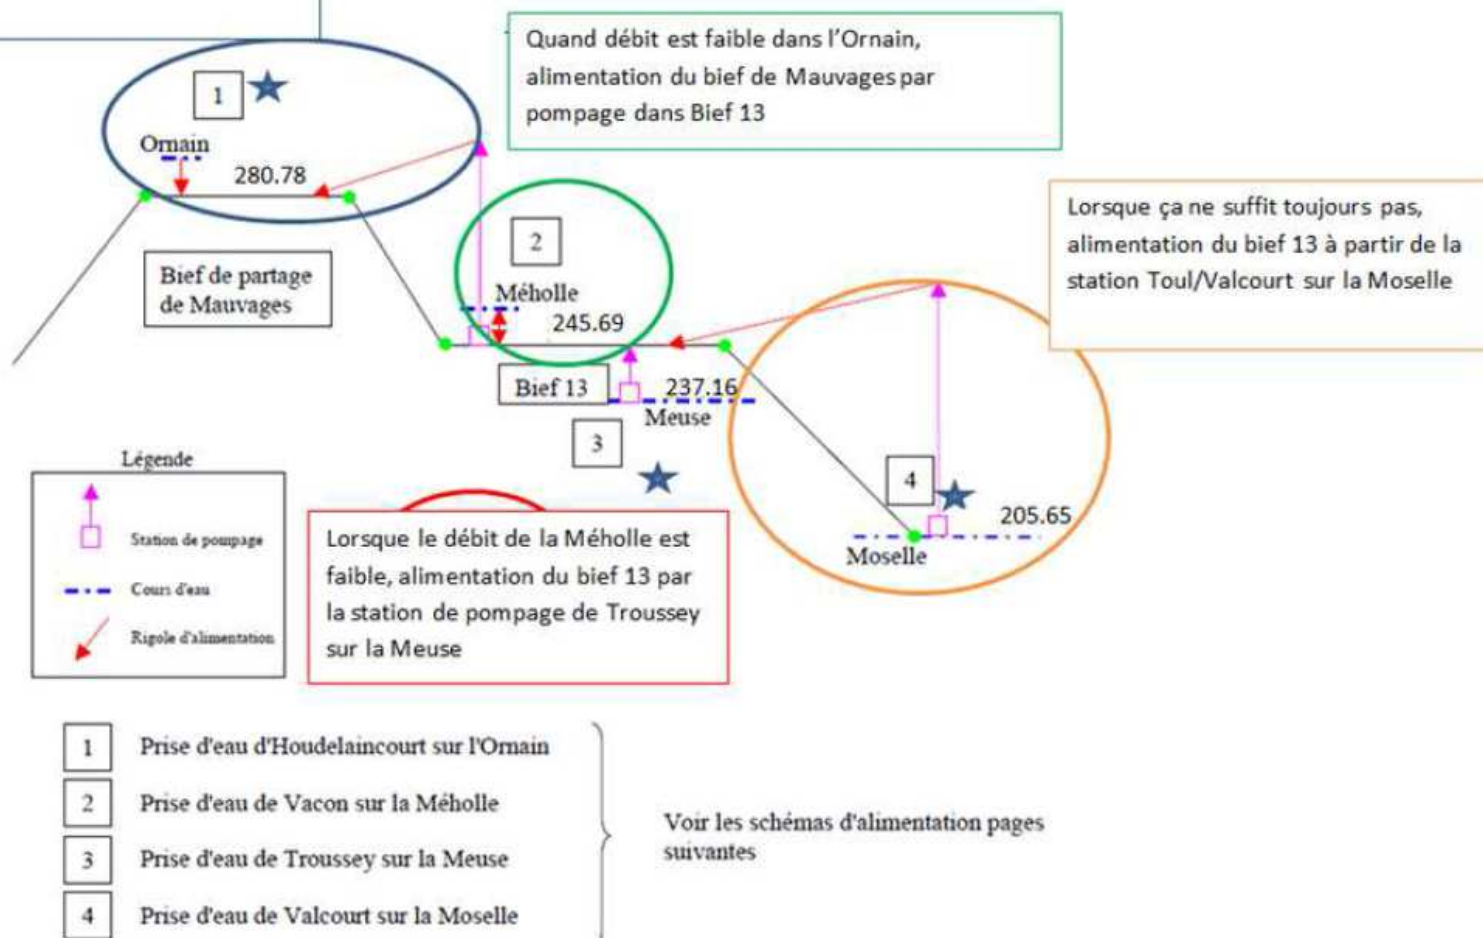 Quand débit est faible dans l'Ornain,
alimentation du bief de Mauvages par
pompage dans Bief 13
1
Ornain
280.78
Bief de partage
de Mauvages
2
Méholle
245.69
Lorsque ça ne suffit toujours pas,
alimentation du bief 13 à partir de la
station Toul/Valcourt sur la Moselle
Bief 13
237.16
Meuse
3
4
205.65
Moselle
Légende
Station de pompage
Cours d'eau
Rigole d'alimentation
Lorsque le débit de la Méholle est
faible, alimentation du bief 13 par
la station de pompage de Troussey
sur la Meuse
1 Prise d'eau d'Houdelaincourt sur l'Ornain
2 Prise d'eau de Vacon sur la Méholle
3 Prise d'eau de Troussey sur la Meuse
4 Prise d'eau de Valcourt sur la Moselle
Voir les schémas d'alimentation pages
suivantes